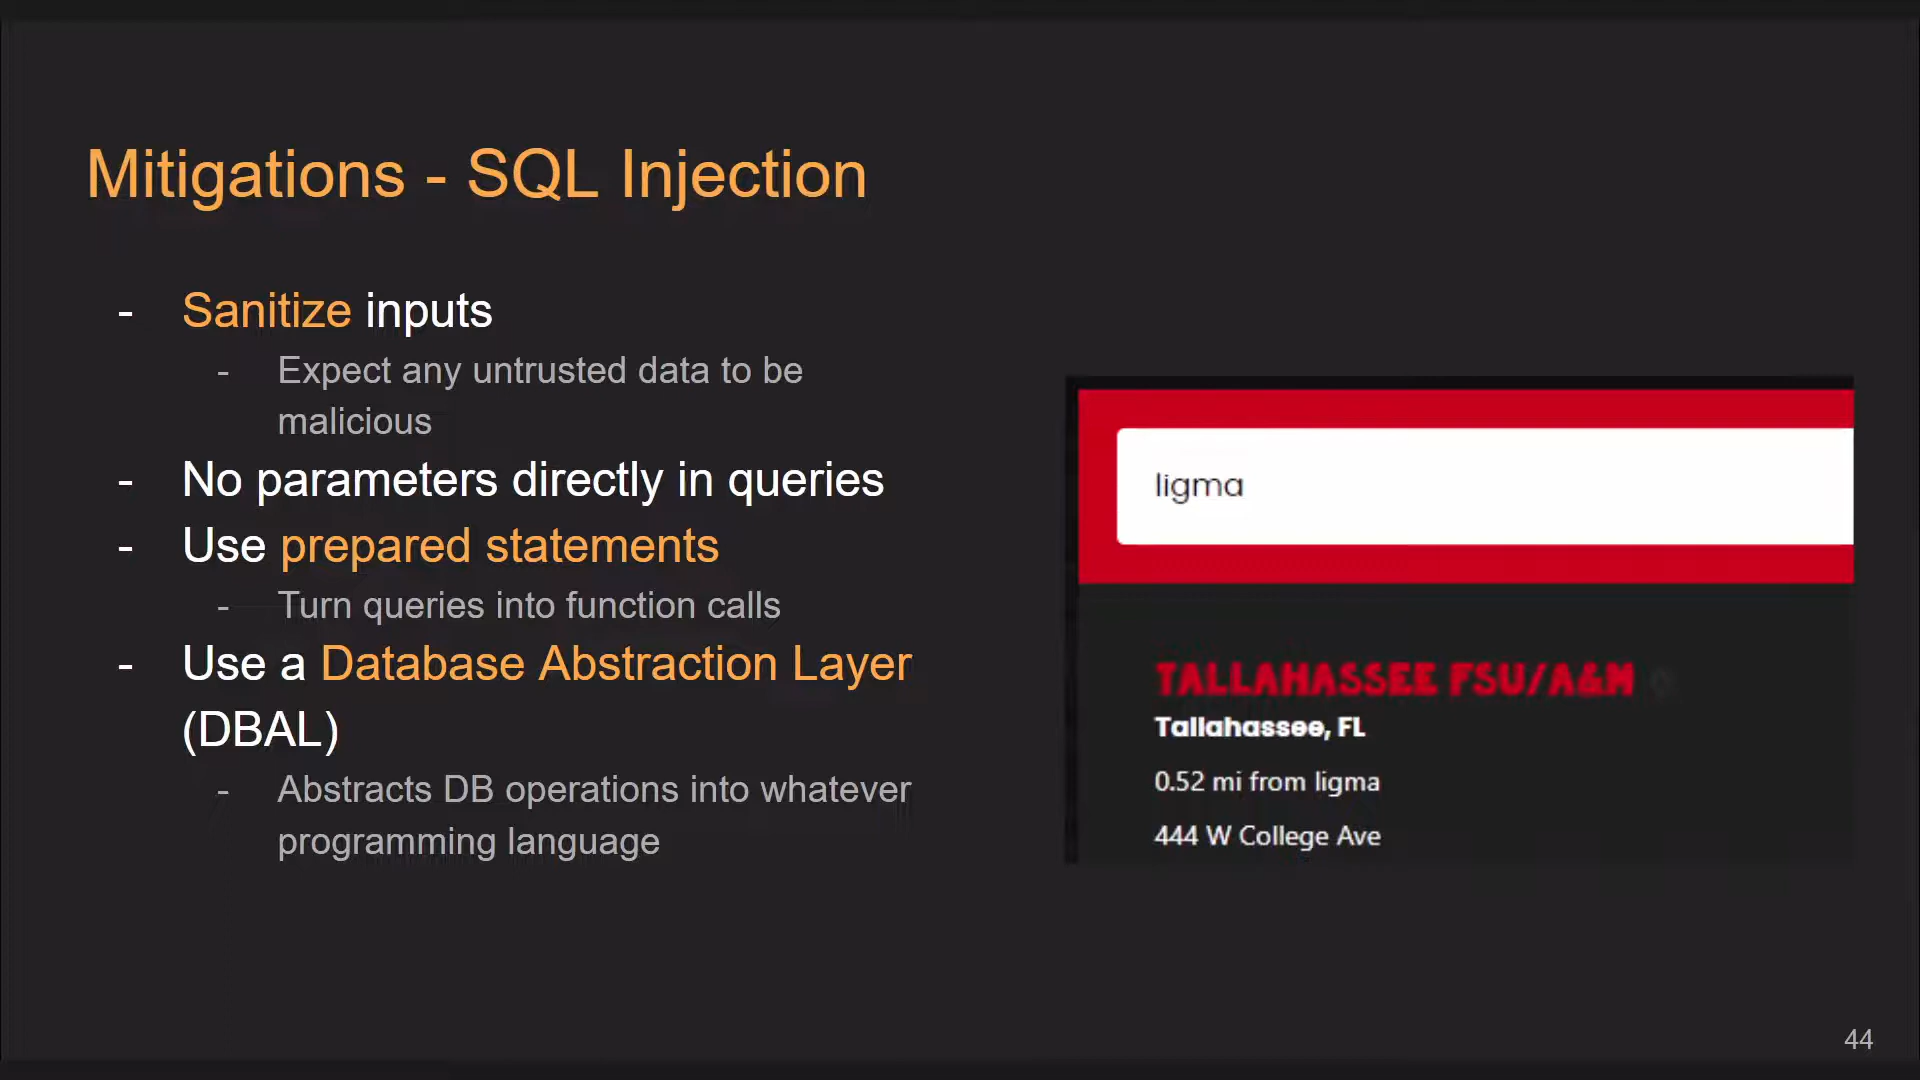 Mitigations - SQL Injection
- Sanitize inputs
- Expect any untrusted data to be
malicious
- No parameters directly in queries
- Use prepared statements
- Turn queries into function calls
- Use a Database Abstraction Layer
(DBAL)
- Abstracts DB operations into whatever
programming language
ligma
TALLAHASSEE FSU/A&M
Tallahassee, FL
0.52 mi from ligma
444 W College Ave
44